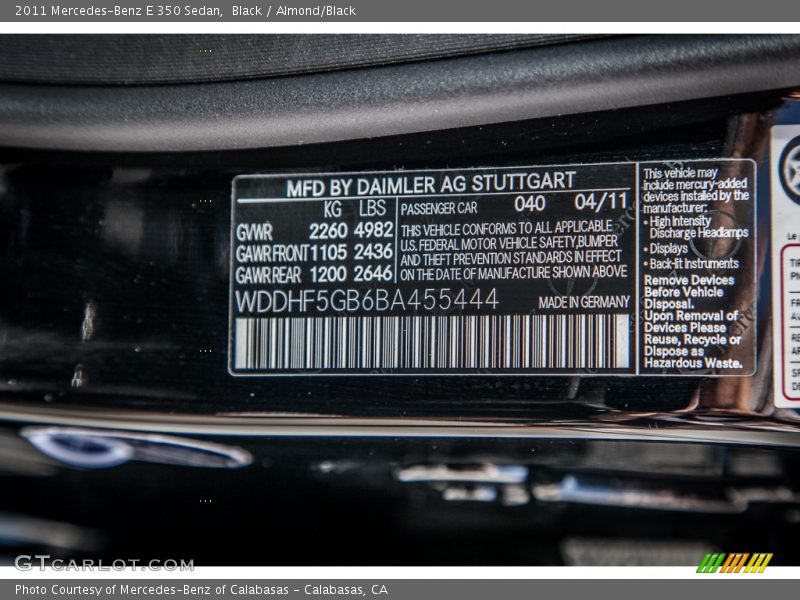 2011 Mercedes-Benz E 350 Sedan,  Black / Almond/Black
MFD BY DAIMLER AG STUTTGART
KG LBS
GVWR 2260 4982
GAWR FRONT 1105 2436
GAWR REAR 1200 2646
PASSENGER CAR 040 04/11
THIS VEHICLE CONFORMS TO ALL APPLICABLE
U.S. FEDERAL MOTOR VEHICLE SAFETY,BUMPER
AND THEFT PREVENTION STANDARDS IN EFFECT
ON THE DATE OF MANUFACTURE SHOWN ABOVE
WDDHF5GB6BA455444 MADE IN GERMANY
This vehicle may
include mercury-added
devices installed by the
manufacturer:
• High Intensity
Discharge Headlamps
• Displays
• Back-lit Instruments
Remove Devices
Before Vehicle
Disposal.
Upon Removal of
Devices Please
Reuse, Recycle or
Dispose as
Hazardous Waste.
GTCARLOT.COM
Photo Courtesy of Mercedes-Benz of Calabasas - Calabasas, CA